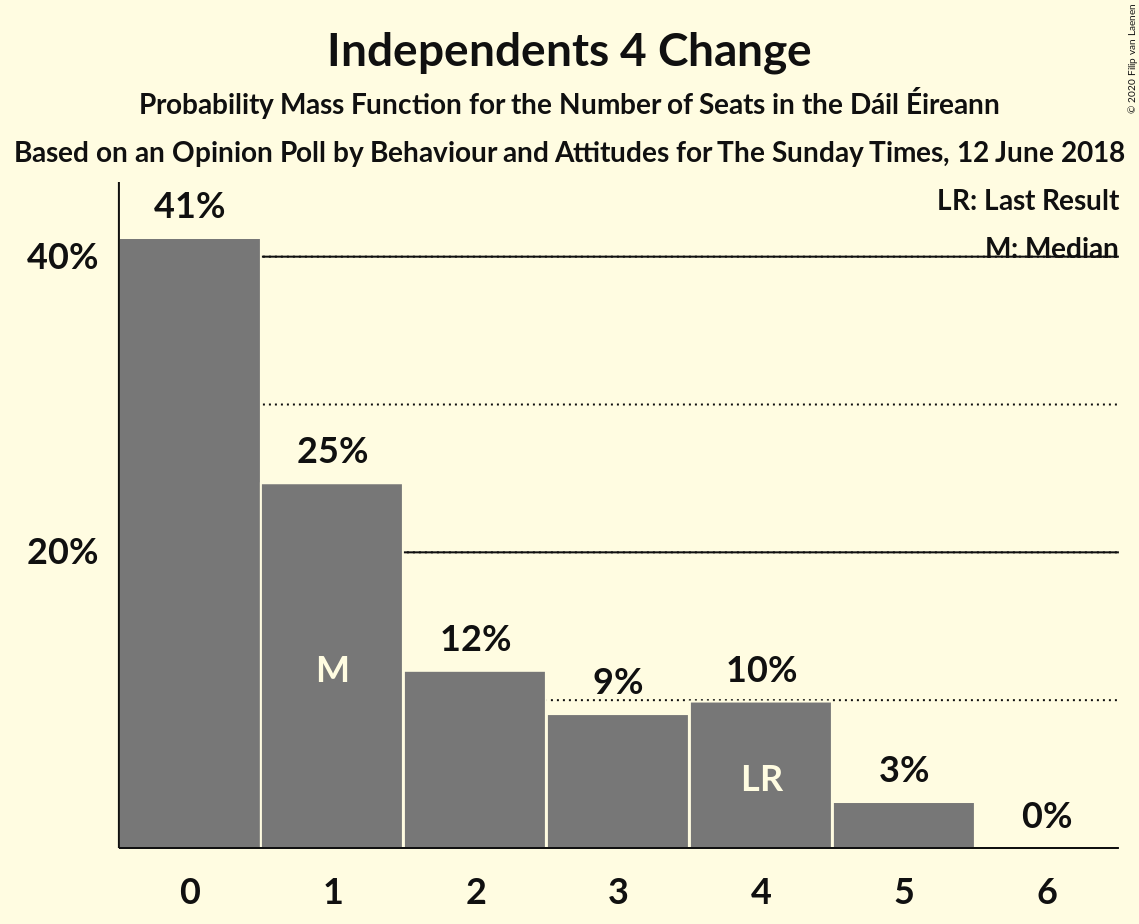 Independents 4 Change
Probability Mass Function for the Number of Seats in the Dáil Éireann
Based on an Opinion Poll by Behaviour and Attitudes for The Sunday Times, 12 June 2018
© 2020 Filip van Laenen
LR: Last Result
M: Median
40%
20%
41%
25%
12%
9%
10%
3%
0%
M
LR
0 1 2 3 4 5 6